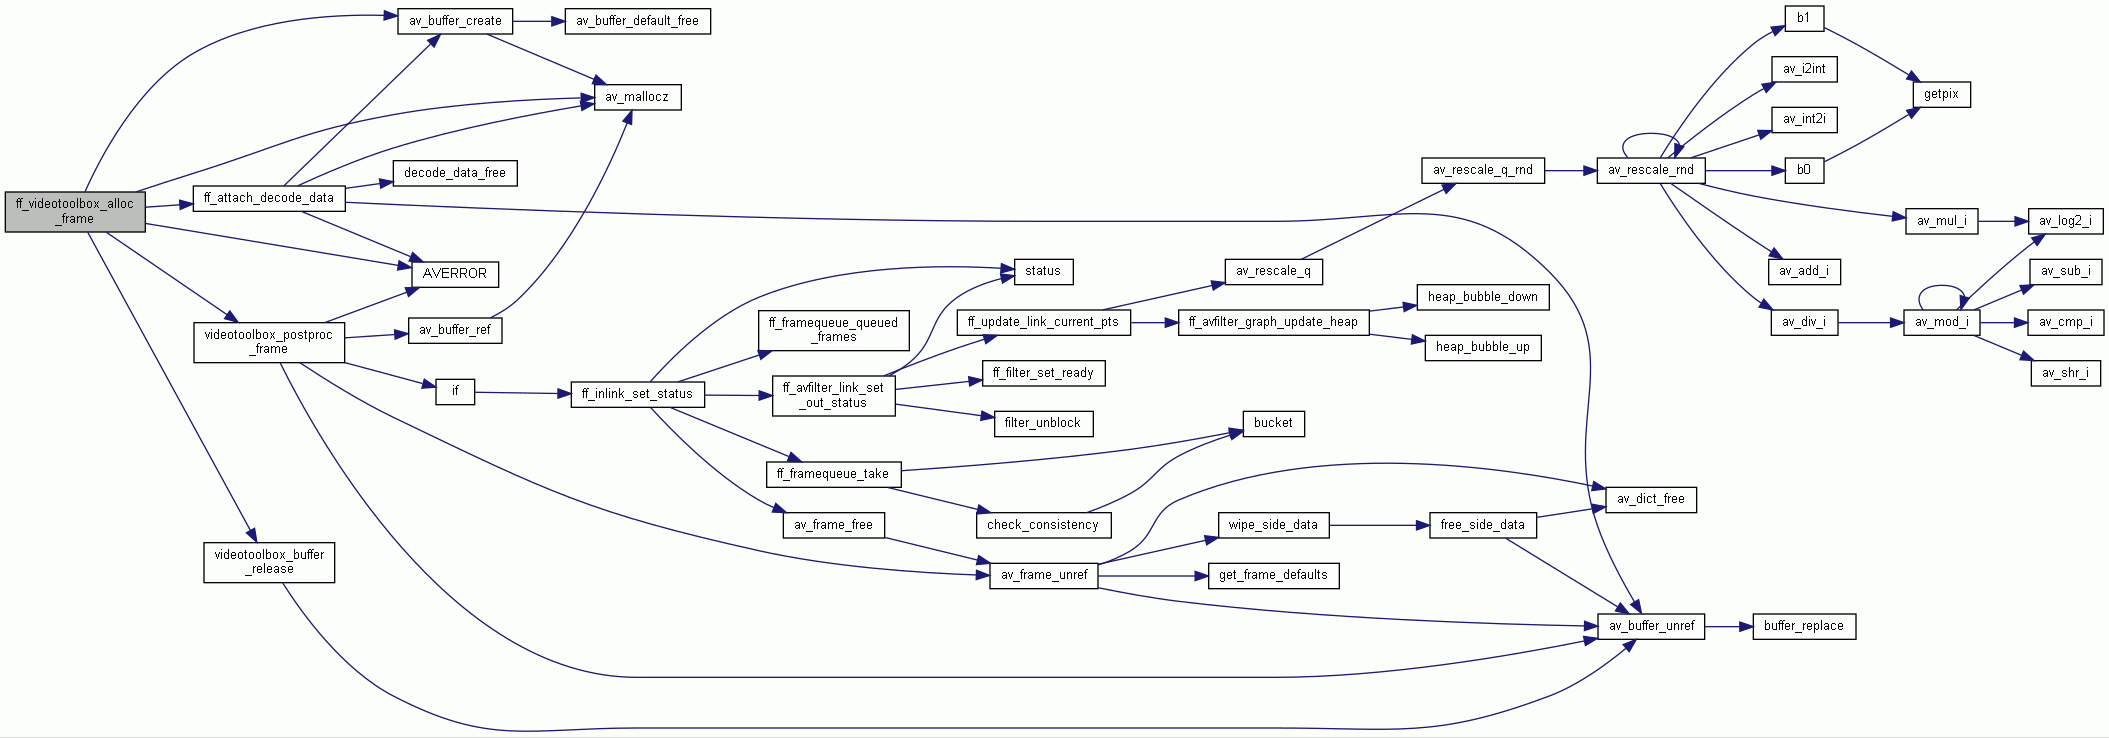 ff_videotoolbox_alloc
_frame
av_buffer_create
av_buffer_default_free
av_mallocz
decode_data_free
ff_attach_decode_data
AVERROR
videotoolbox_postproc
_frame
av_buffer_ref
if
videotoolbox_buffer
_release
ff_inlink_set_status
status
ff_framequeue_queued
_frames
ff_avfilter_link_set
_out_status
ff_framequeue_take
av_frame_free
ff_update_link_current_pts
ff_filter_set_ready
filter_unblock
check_consistency
av_frame_unref
av_rescale_q
ff_avfilter_graph_update_heap
bucket
wipe_side_data
get_frame_defaults
av_rescale_q_rnd
heap_bubble_down
heap_bubble_up
free_side_data
av_rescale_rnd
av_dict_free
av_buffer_unref
buffer_replace
b1
av_i2int
av_int2i
b0
getpix
av_mul_i
av_add_i
av_div_i
av_mod_i
av_log2_i
av_sub_i
av_cmp_i
av_shr_i